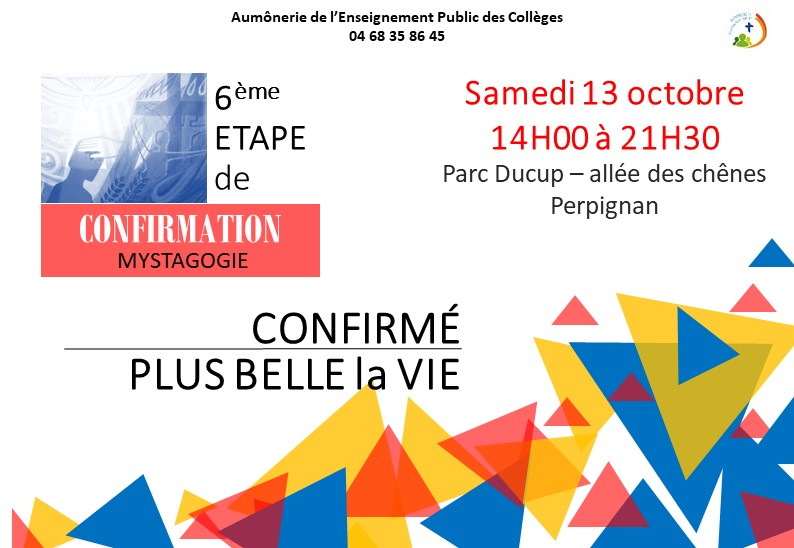 Aumônerie de l'Enseignement Public des Collèges
04 68 35 86 45
6ème
ETAPE
de
CONFIRMATION
MYSTAGOGIE
Samedi 13 octobre
14H00 à 21H30
Parc Ducup – allée des chênes
Perpignan
CONFIRMÉ
PLUS BELLE la VIE